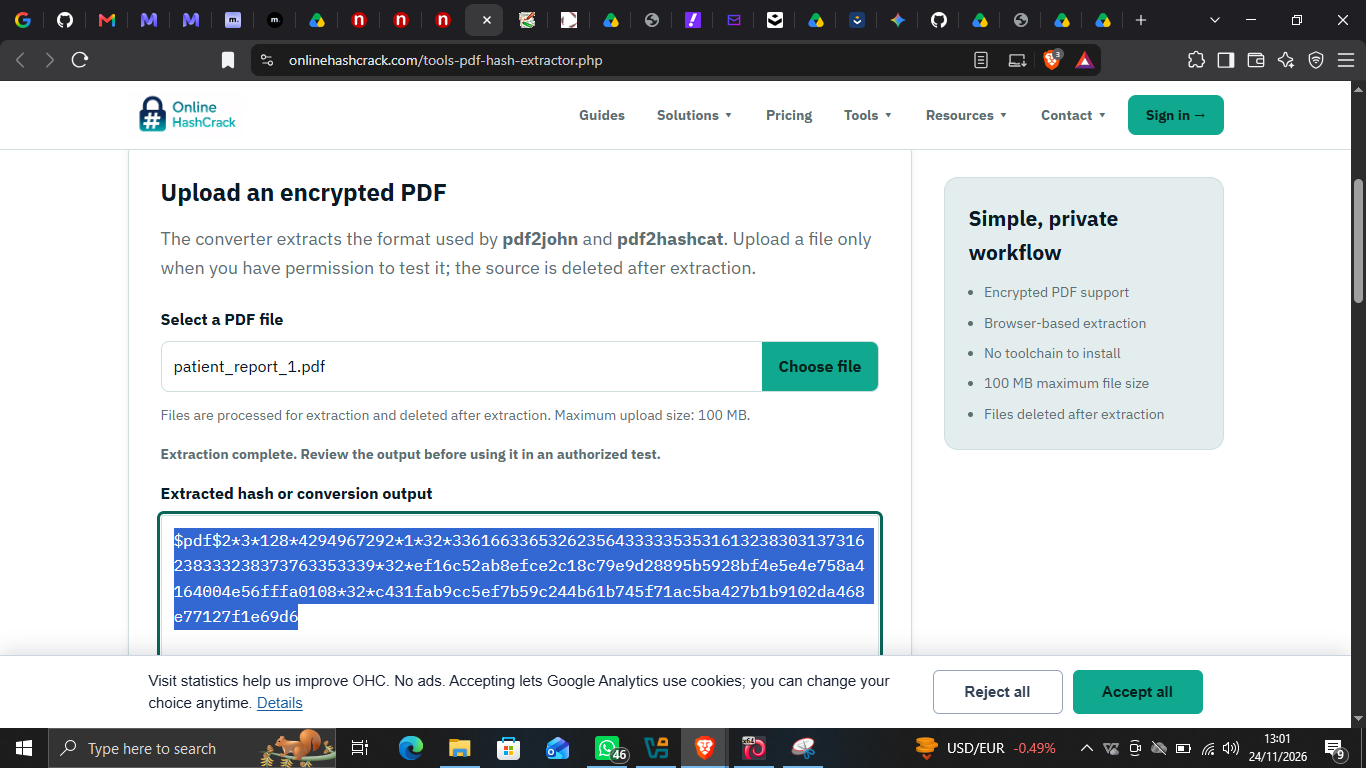 onlinehashcrack.com/tools-pdf-hash-extractor.php
3
Online
HashCrack
Guides
Solutions
Pricing
Tools
Resources
Contact
Sign in →
Upload an encrypted PDF
The converter extracts the format used by pdf2john and pdf2hashcat. Upload a file only
when you have permission to test it; the source is deleted after extraction.
Select a PDF file
patient_report_1.pdf
Choose file
Files are processed for extraction and deleted after extraction. Maximum upload size: 100 MB.
Extraction complete. Review the output before using it in an authorized test.
Extracted hash or conversion output
$pdf$2*3*128*4294967292*1*32*3361663365326235643333353531613238303137316
2383332383737633533339*32*ef16c52ab8efce2c18c79e9d28895b5928bf4e5e4e758a4
164004e56fffa0108*32*c431fab9cc5ef7b59c244b61b745f71ac5ba427b1b9102da468
e77127f1e69d6
Simple, private
workflow
Encrypted PDF support
Browser-based extraction
No toolchain to install
100 MB maximum file size
Files deleted after extraction
Visit statistics help us improve OHC. No ads. Accepting lets Google Analytics use cookies; you can change your
choice anytime. Details
Reject all
Accept all
Type here to search
46
USD/EUR -0.49%
13:01
24/11/2026
9